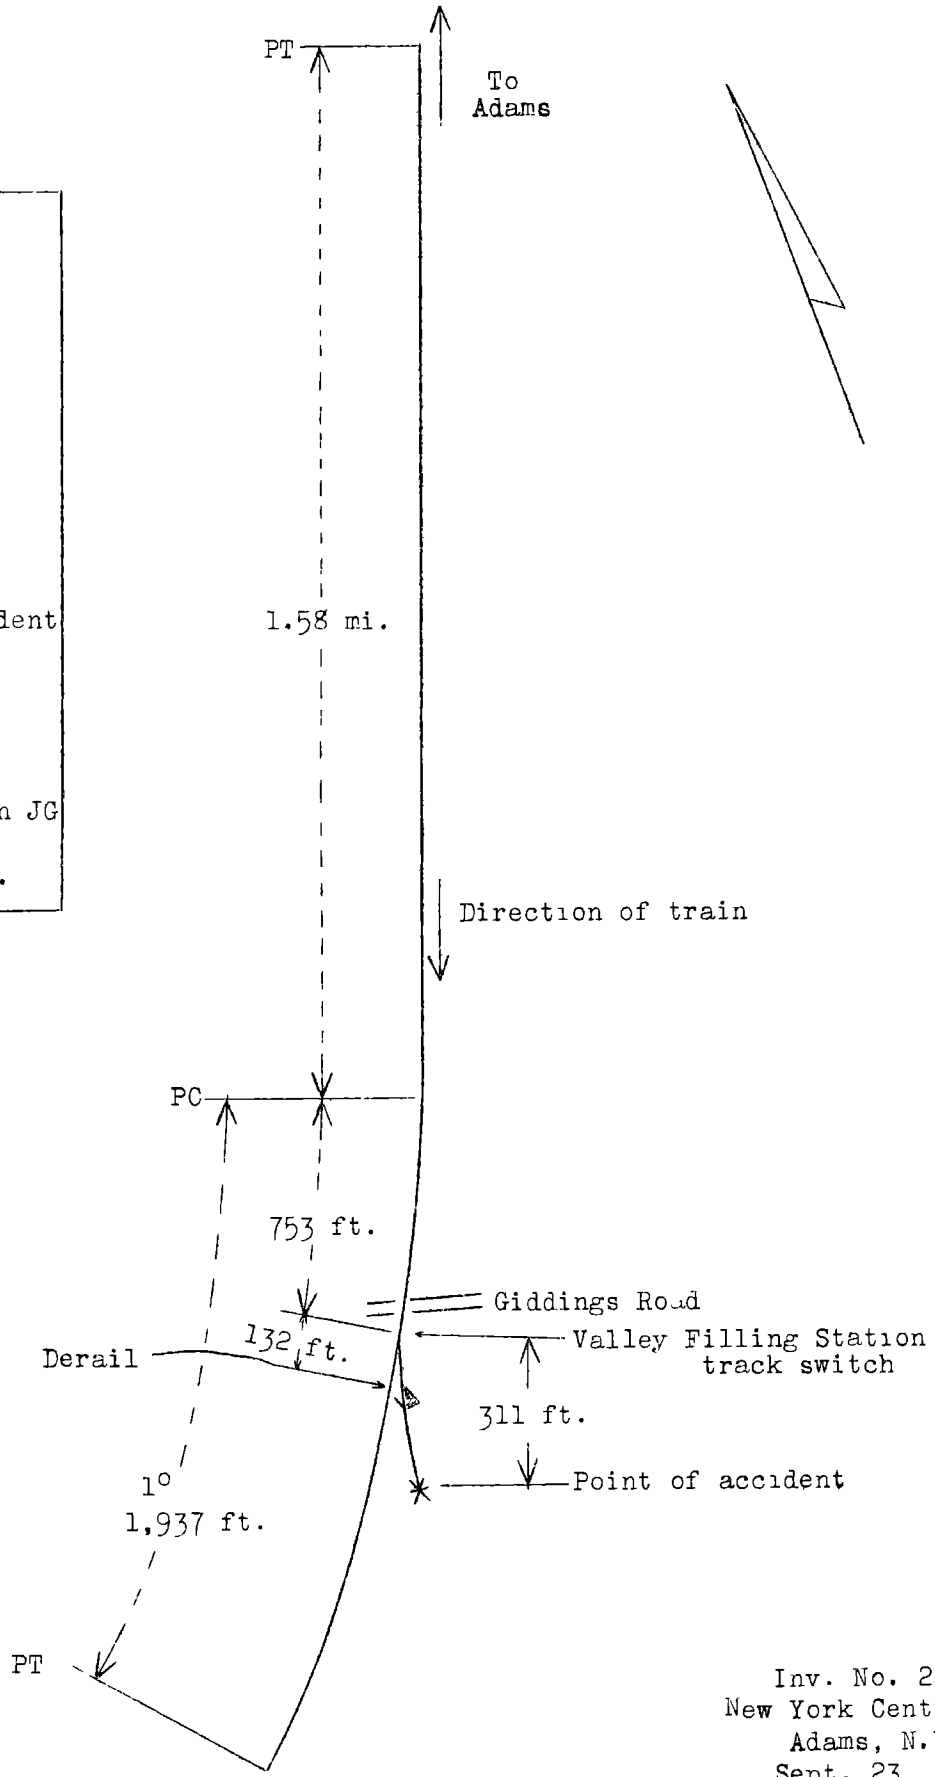 PT
To
Adams
dent
1.58 mi.
n JG
.
Direction of train
PC
753 ft.
Giddings Road
132 ft.
Valley Filling Station
track switch
Derail
311 ft.
Point of accident
1°
1,937 ft.
PT
Inv. No. 2
New York Cent
Adams, N.
Sept. 23